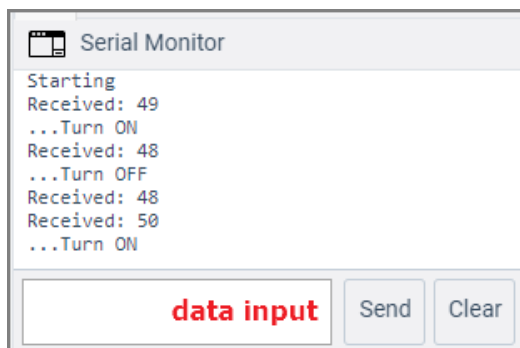 Serial Monitor
Starting
Received: 49
...Turn ON
Received: 48
...Turn OFF
Received: 48
Received: 50
...Turn ON
data input Send Clear